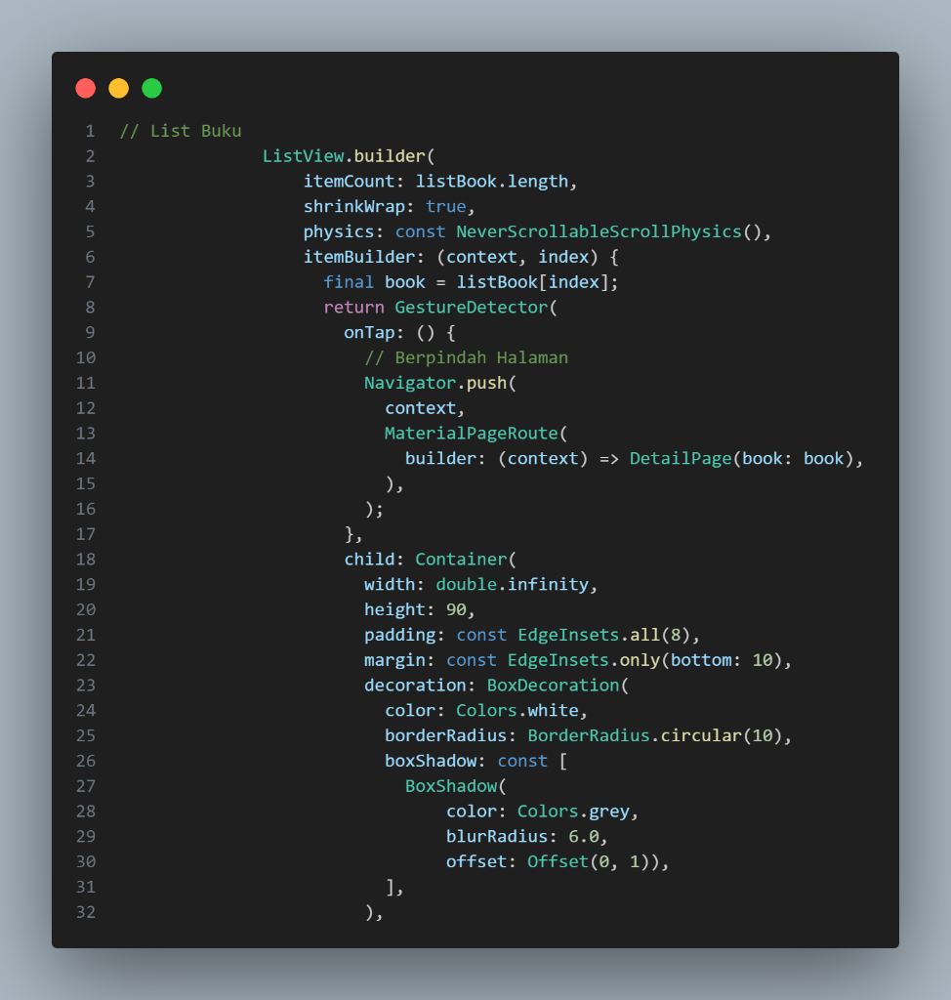 1 // List Buku
2 ListView.builder(
3 itemCount: listBook.length,
4 shrinkWrap: true,
5 physics: const NeverScrollableScrollPhysics(),
6 itemBuilder: (context, index) {
7 final book = listBook[index];
8 return GestureDetector(
9 onTap: () {
10 // Berpindah Halaman
11 Navigator.push(
12 context,
13 MaterialPageRoute(
14 builder: (context) => DetailPage(book: book),
15 ),
16 );
17 },
18 child: Container(
19 width: double.infinity,
20 height: 90,
21 padding: const EdgeInsets.all(8),
22 margin: const EdgeInsets.only(bottom: 10),
23 decoration: BoxDecoration(
24 color: Colors.white,
25 borderRadius: BorderRadius.circular(10),
26 boxShadow: const [
27 BoxShadow(
28 color: Colors.grey,
29 blurRadius: 6.0,
30 offset: Offset(0, 1)),
31 ],
32 ),